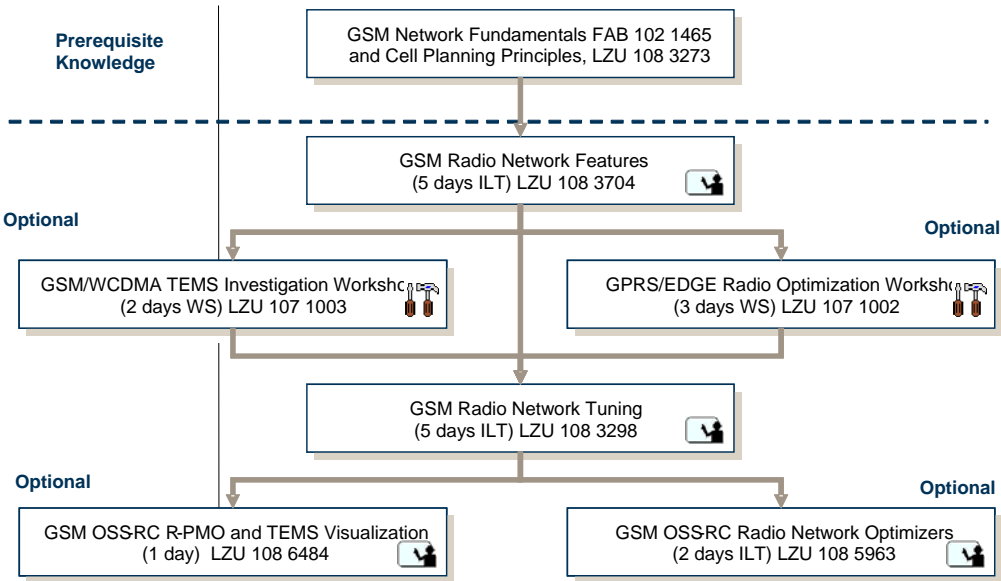 Prerequisite
Knowledge
GSM Network Fundamentals FAB 102 1465
and Cell Planning Principles, LZU 108 3273
GSM Radio Network Features
(5 days ILT) LZU 108 3704
Optional
Optional
GSM/WCDMA TEMS Investigation Worksho
(2 days WS) LZU 107 1003
GPRS/EDGE Radio Optimization Worksho
(3 days WS) LZU 107 1002
GSM Radio Network Tuning
(5 days ILT) LZU 108 3298
Optional
Optional
GSM OSS-RC R-PMO and TEMS Visualization
(1 day) LZU 108 6484
GSM OSS-RC Radio Network Optimizers
(2 days ILT) LZU 108 5963